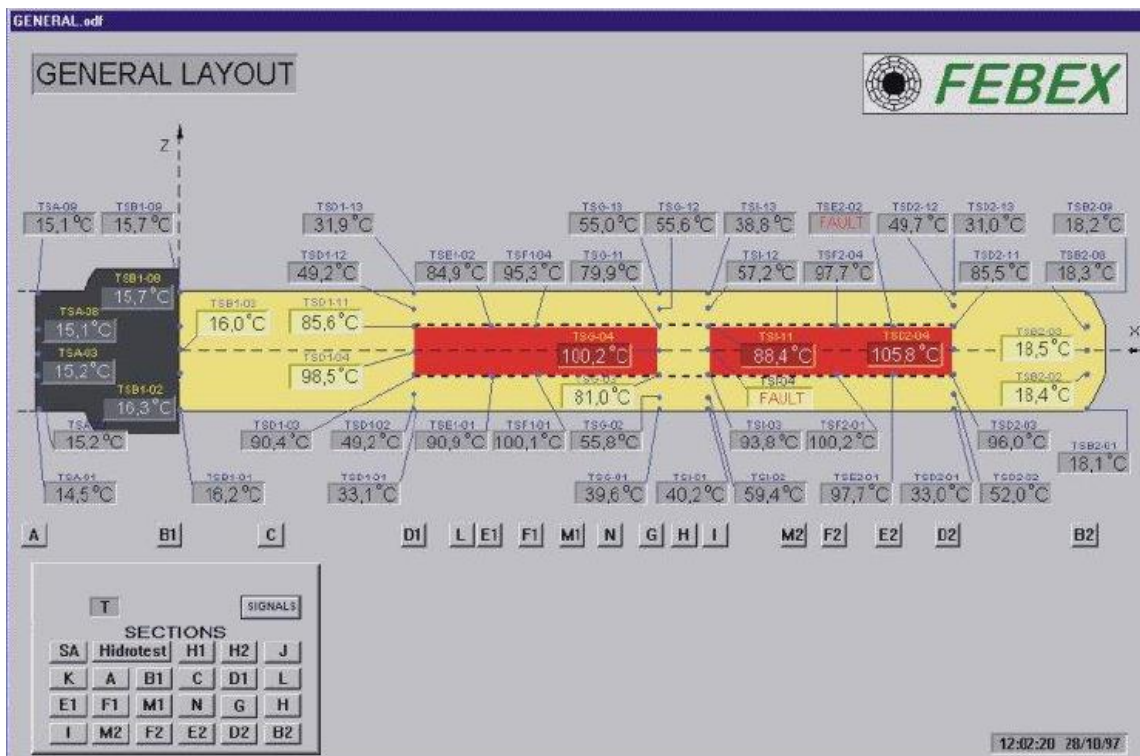 GENERAL.odf
GENERAL LAYOUT
FEBEX
Z
TSA-09 TSB1-09 TSD1-13 TSG-13 TSG-12 TSI-13 TSE2-02 TSD2-12 TSD2-13 TSB2-09
15,1°C 15,7°C 31,9°C 55,0°C 55,6°C 38,8°C FAULT 49,7°C 31,0°C 18,2°C
TSD1-12 TSE1-02 TSF1-04 TSG-11 TSI-12 TSF2-04 TSD2-11 TSB2-08
49,2°C 84,9°C 95,3°C 79,9°C 57,2°C 97,7°C 85,5°C 18,3°C
TSB1-08
15,7°C
TSB1-03 TSD1-11
16,0°C 85,6°C
TSA-08
15,1°C
TSG-04 TSI-11 TSD2-04 TSB2-03
100,2°C 88,4°C 105,8°C 18,5°C
X
TSA-03 TSD1-04
15,2°C 98,5°C
TSG-03 TSI-04 TSB2-02
81,0°C FAULT 18,4°C
TSB1-02
16,3°C
TSA TSD1-03 TSD1-02 TSE1-01 TSF1-01 TSG-02 TSI-03 TSF2-01 TSD2-03
15,2°C 90,4°C 49,2°C 90,9°C 100,1°C 55,8°C 93,8°C 100,2°C 96,0°C
TSB2-01
18,1°C
TSA-01 TSD1-01 TSD1-01 TSG-01 TSI-01 TSI-02 TSE2-01 TSD2-01 TSD2-02
14,5°C 16,2°C 33,1°C 39,6°C 40,2°C 59,4°C 97,7°C 33,0°C 52,0°C
A B1 C D1 L E1 F1 M1 N G H I M2 F2 E2 D2 B2
T SIGNALS
SECTIONS
SA Hidrotest H1 H2 J
K A B1 C D1 L
E1 F1 M1 N G H
I M2 F2 E2 D2 B2
12:02:20 28/10/97